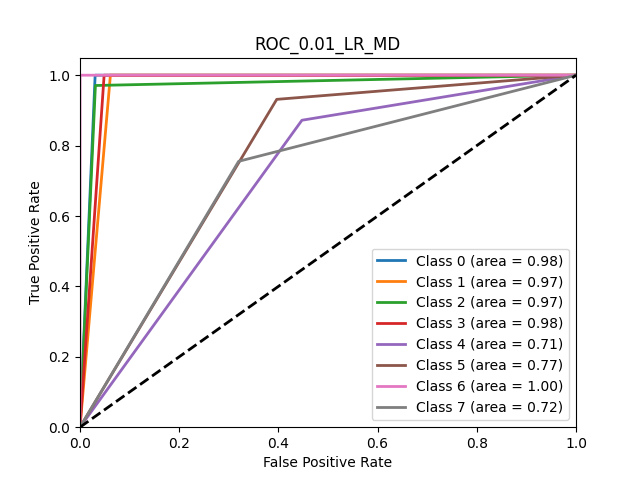 ROC_0.01_LR_MD
True Positive Rate
1.0
0.8
0.6
0.4
0.2
0.0
Class 0 (area = 0.98)
Class 1 (area = 0.97)
Class 2 (area = 0.97)
Class 3 (area = 0.98)
Class 4 (area = 0.71)
Class 5 (area = 0.77)
Class 6 (area = 1.00)
Class 7 (area = 0.72)
0.0 0.2 0.4 0.6 0.8 1.0
False Positive Rate